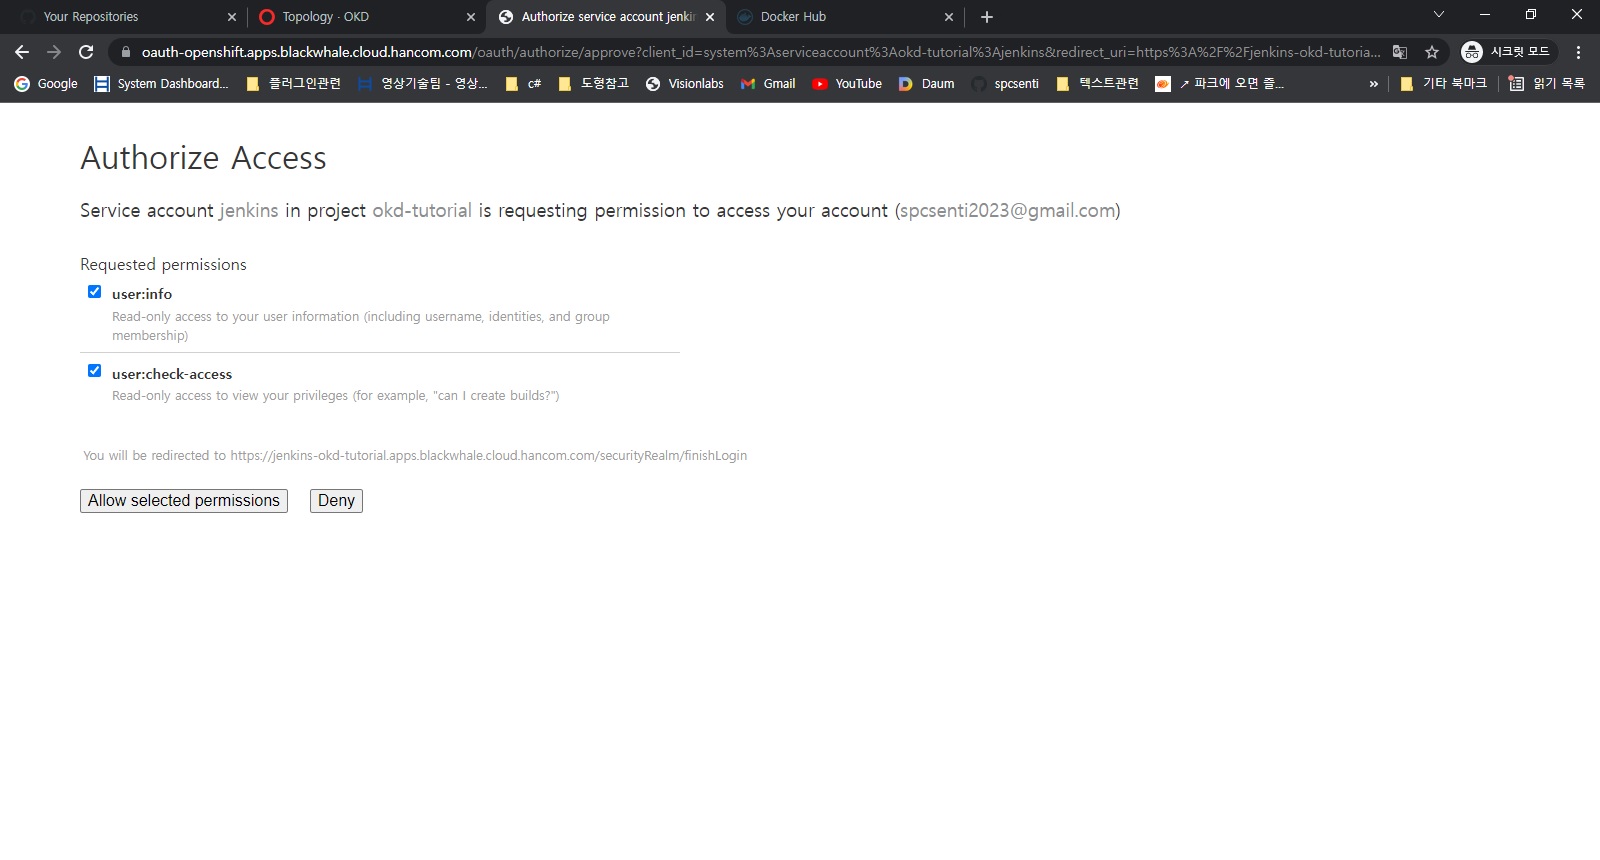 Your Repositories
Topology · OKD
Authorize service account jenkin
Docker Hub
oauth-openshift.apps.blackwhale.cloud.hancom.com/oauth/authorize/approve?client_id=system%3Aserviceaccount%3Aokd-tutorial%3Ajenkins&redirect_uri=https%3A%2F%2Fjenkins-okd-tutoria...
시크릿 모드
Google
System Dashboard...
플러그인관련
영상기술팀 - 영상...
c#
도형참고
Visionlabs
Gmail
YouTube
Daum
spcsenti
텍스트관련
↗ 파크에 오면 즐...
»
기타 북마크
읽기 목록
Authorize Access
Service account jenkins in project okd-tutorial is requesting permission to access your account (spcsenti2023@gmail.com)
Requested permissions
user:info
Read-only access to your user information (including username, identities, and group
membership)
user:check-access
Read-only access to view your privileges (for example, "can I create builds?")
You will be redirected to https://jenkins-okd-tutorial.apps.blackwhale.cloud.hancom.com/securityRealm/finishLogin
Allow selected permissions
Deny